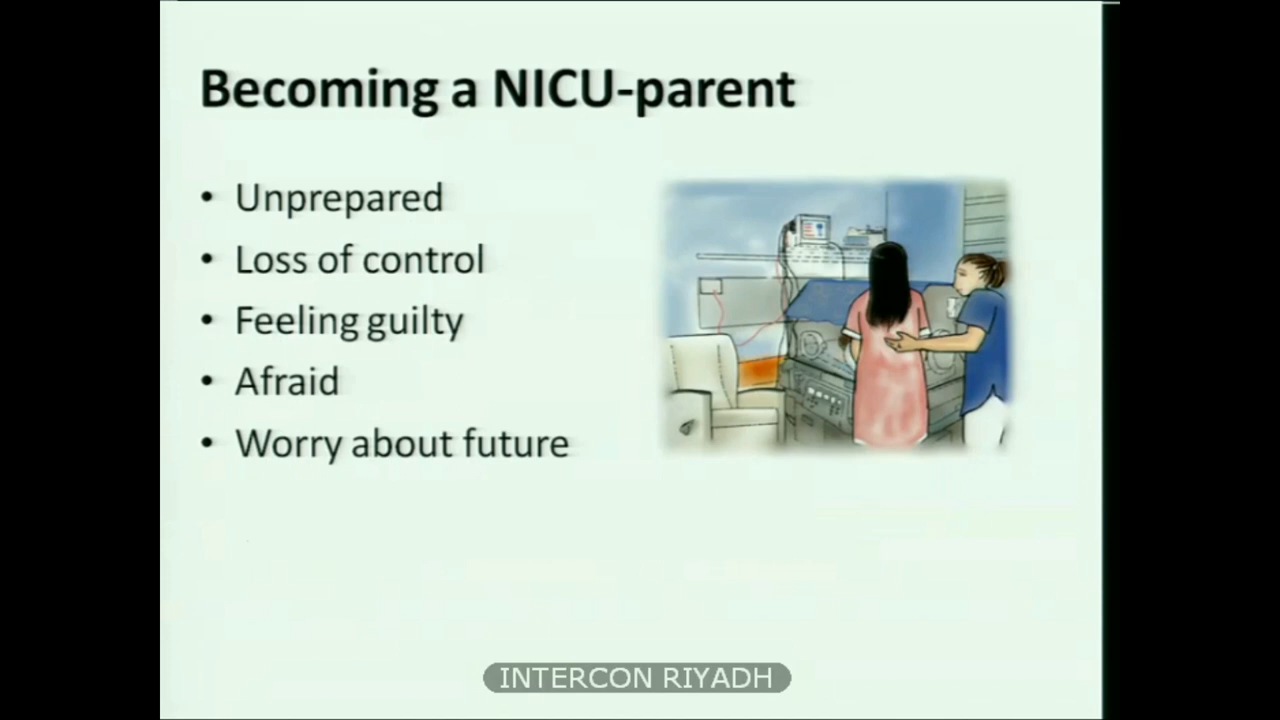 Becoming a NICU-parent
• Unprepared
• Loss of control
• Feeling guilty
• Afraid
• Worry about future
INTERCON RIYADH